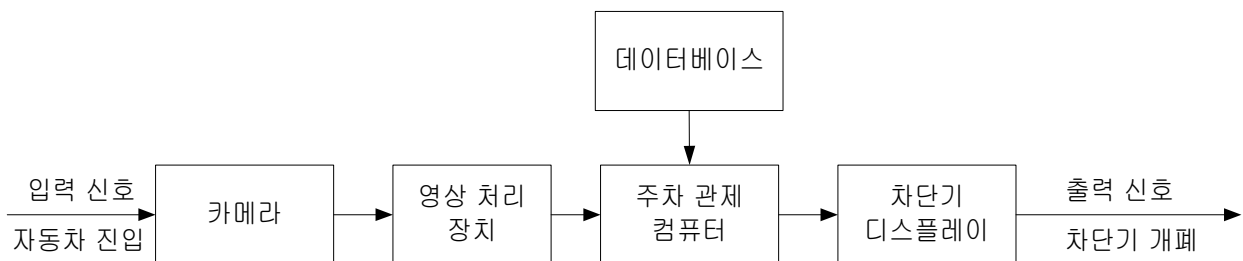 데이터베이스
입력 신호
자동차 진입
카메라
영상 처리
장치
주차 관제
컴퓨터
차단기
디스플레이
출력 신호
차단기 개폐